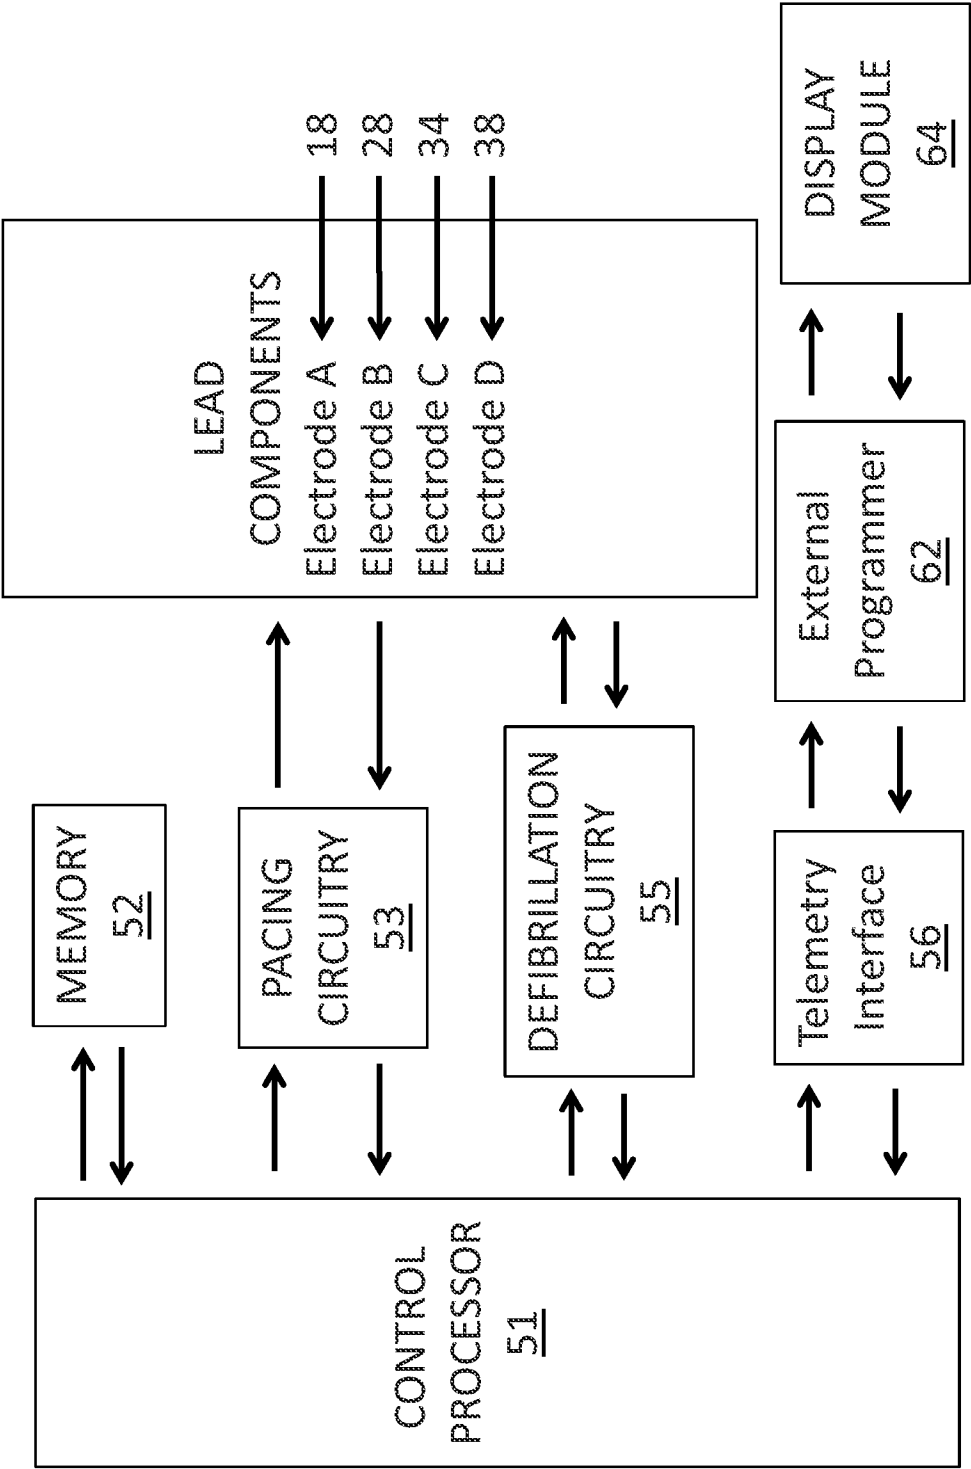 CONTROL
PROCESSOR
51
MEMORY
52
PACING
CIRCUITRY
53
DEFIBRILLATION
CIRCUITRY
55
Telemetry
Interface
56
LEAD
COMPONENTS
Electrode A 18
Electrode B 28
Electrode C 34
Electrode D 38
External
Programmer
62
DISPLAY
MODULE
64